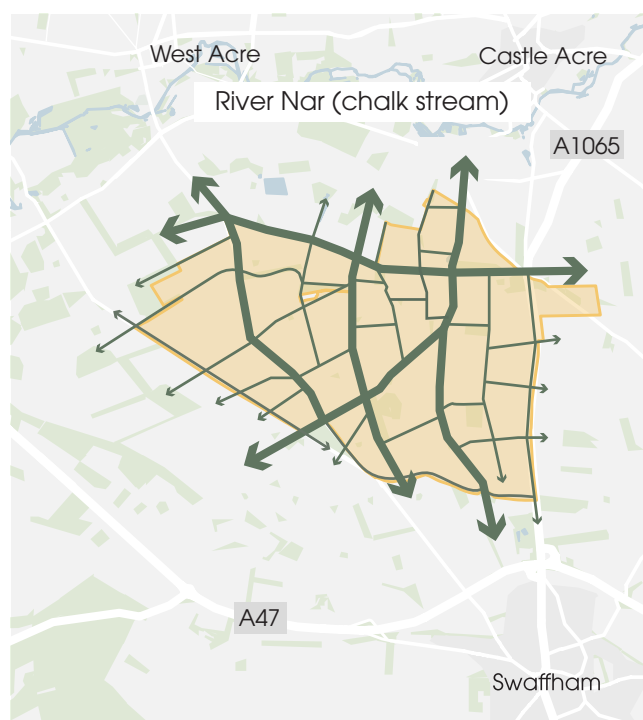 West Acre
Castle Acre
River Nar (chalk stream)
A1065
A47
Swaffham